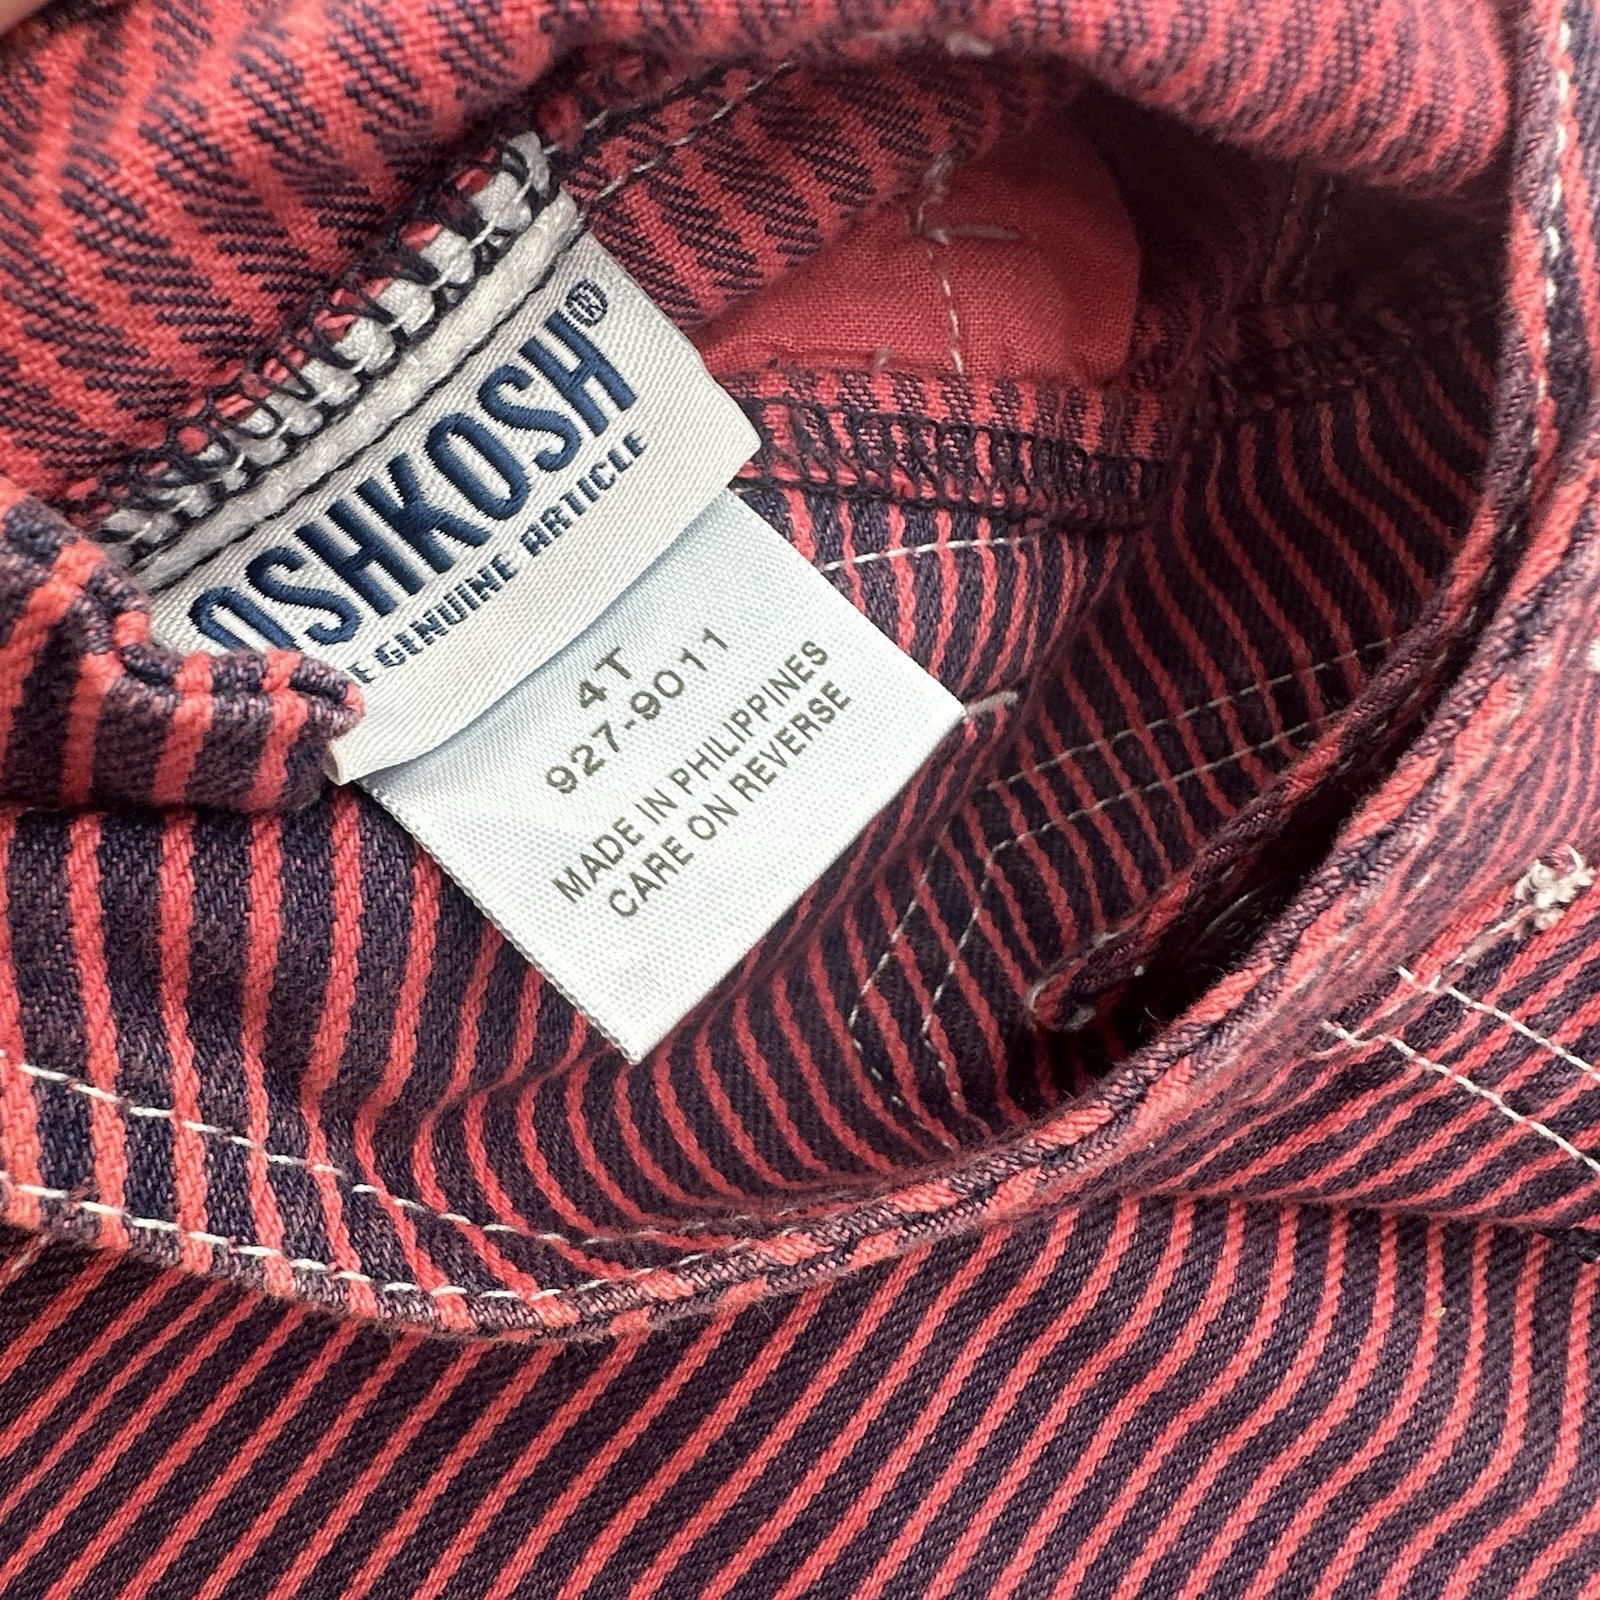 OSHKOSH®
GENUINE ARTICLE
4T
927-9011
MADE IN PHILIPPINES
CARE ON REVERSE